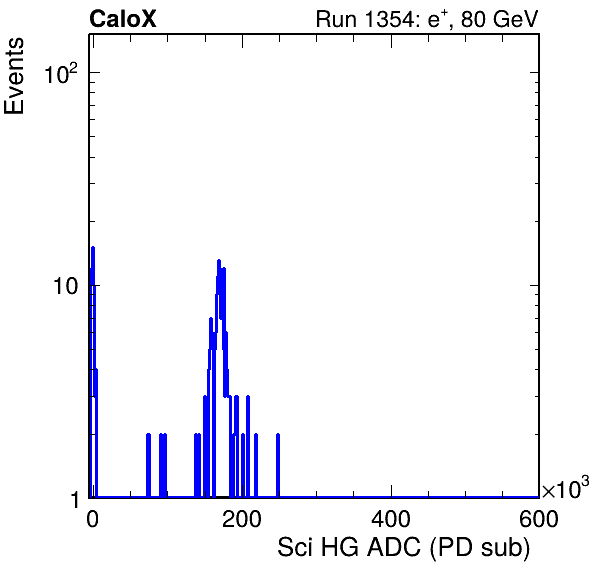 CaloX Run 1354: e⁺, 80 GeV
Events
10²
10
1
0 200 400 600
×10³
Sci HG ADC (PD sub)